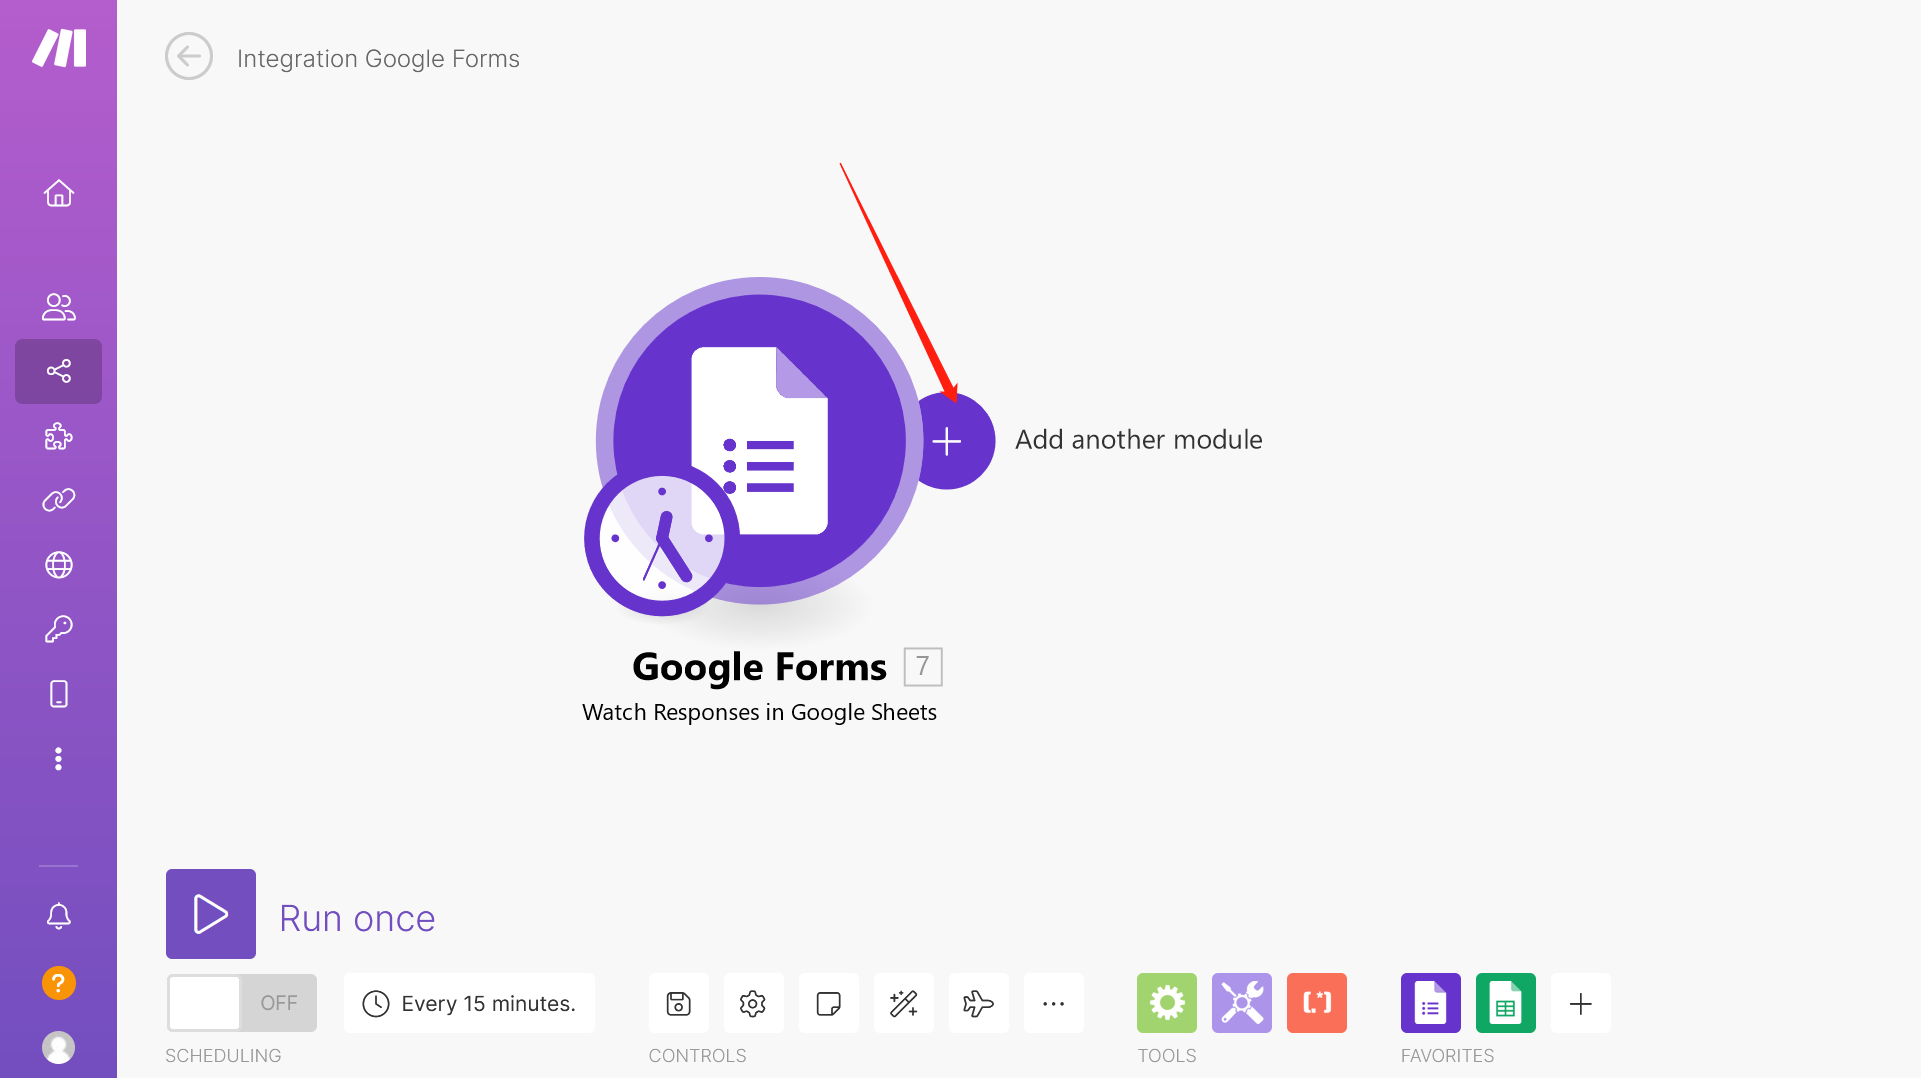 Integration Google Forms
Add another module
Google Forms 7
Watch Responses in Google Sheets
Run once
OFF
Every 15 minutes.
SCHEDULING
CONTROLS
TOOLS
FAVORITES